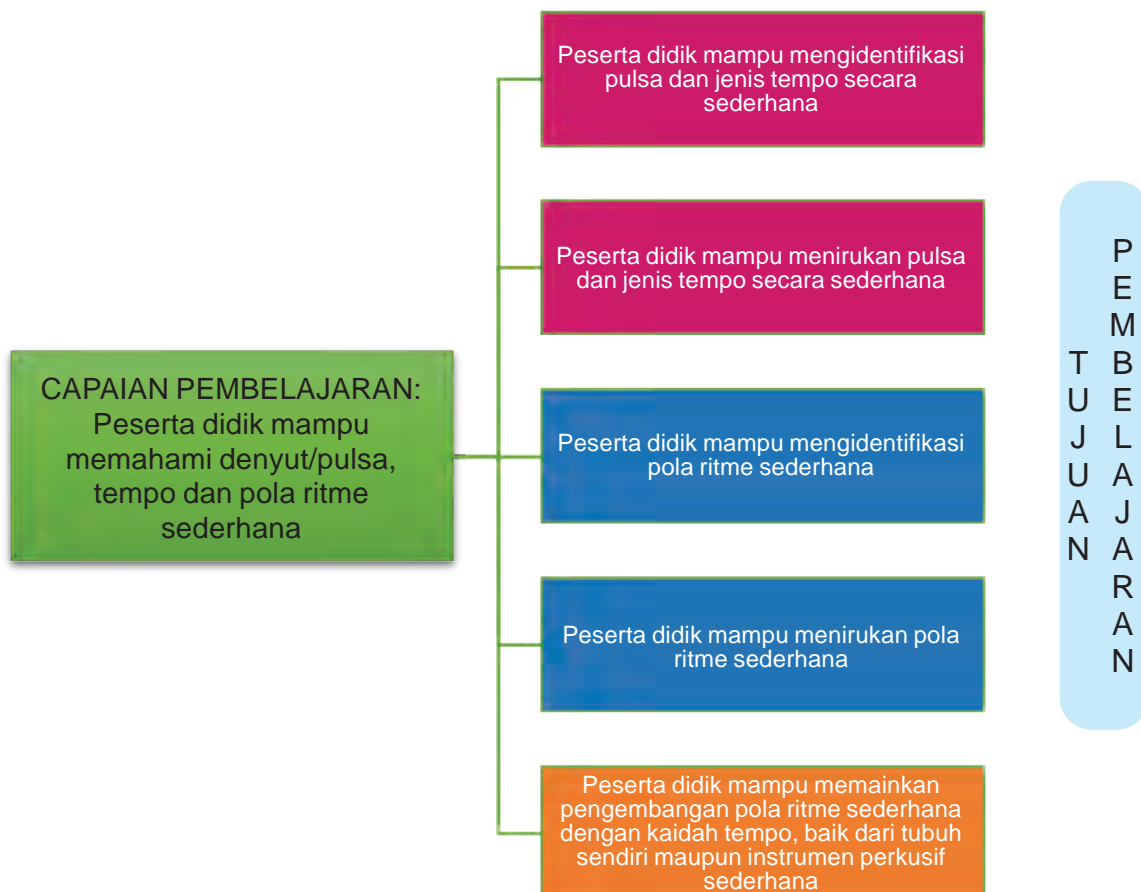 Peserta didik mampu mengidentifikasi
pulsa dan jenis tempo secara
sederhana
Peserta didik mampu menirukan pulsa
dan jenis tempo secara sederhana
CAPAIAN PEMBELAJARAN:
Peserta didik mampu
memahami denyut/pulsa,
tempo dan pola ritme
sederhana
Peserta didik mampu mengidentifikasi
pola ritme sederhana
Peserta didik mampu menirukan pola
ritme sederhana
Peserta didik mampu memainkan
pengembangan pola ritme sederhana
dengan kaidah tempo, baik dari tubuh
sendiri maupun instrumen perkusif
sederhana
TUJUAN
PEMBELAJARAN